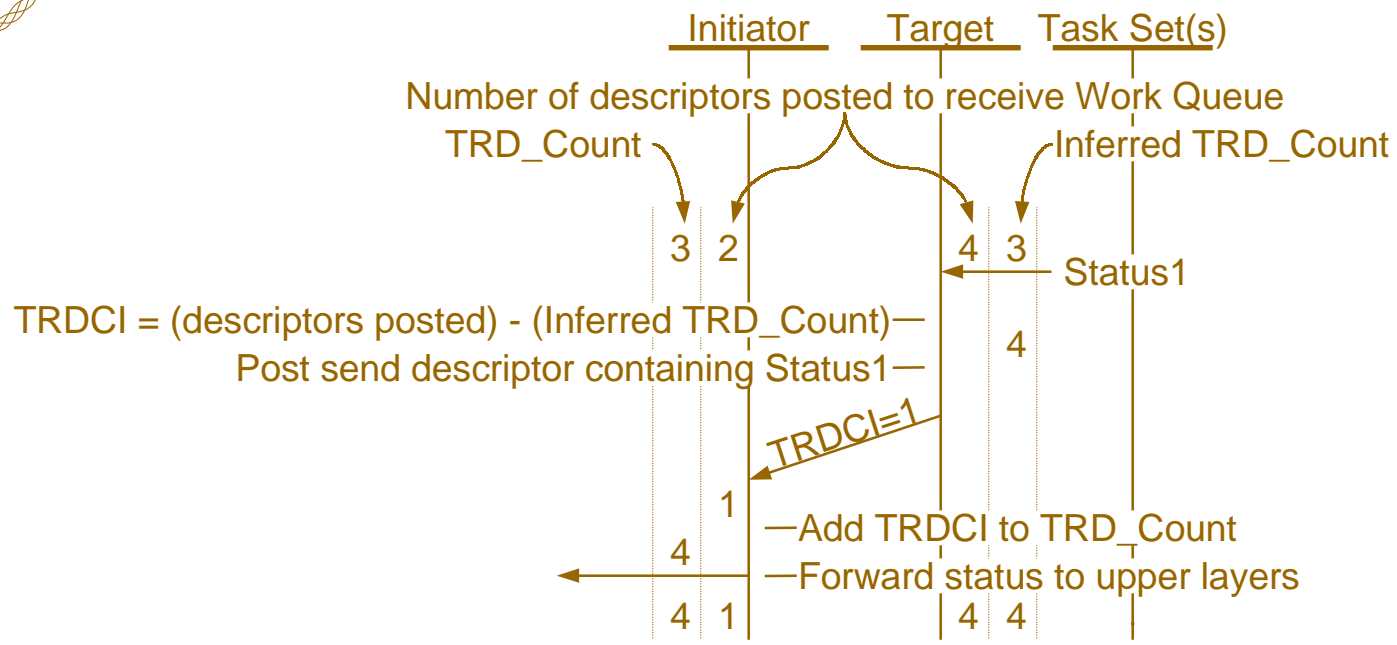 Initiator Target Task Set(s)
Number of descriptors posted to receive Work Queue
TRD_Count Inferred TRD_Count
3 2 4 3
Status1
TRDCI = (descriptors posted) - (Inferred TRD_Count)
4
Post send descriptor containing Status1
TRDCI=1
1
Add TRDCI to TRD_Count
4
Forward status to upper layers
4 1 4 4